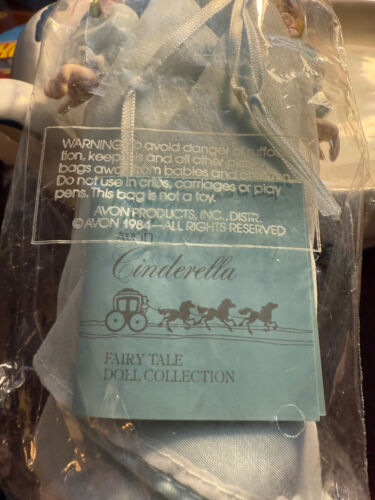 WARNING: To avoid danger of suffoca-
tion, keep this and all other plastic
bags away from babies and children.
Do not use in cribs, carriages or play
pens. This bag is not a toy.
AVON PRODUCTS, INC., DISTR.
© AVON 1984—ALL RIGHTS RESERVED
AVON
Cinderella
FAIRY TALE
DOLL COLLECTION